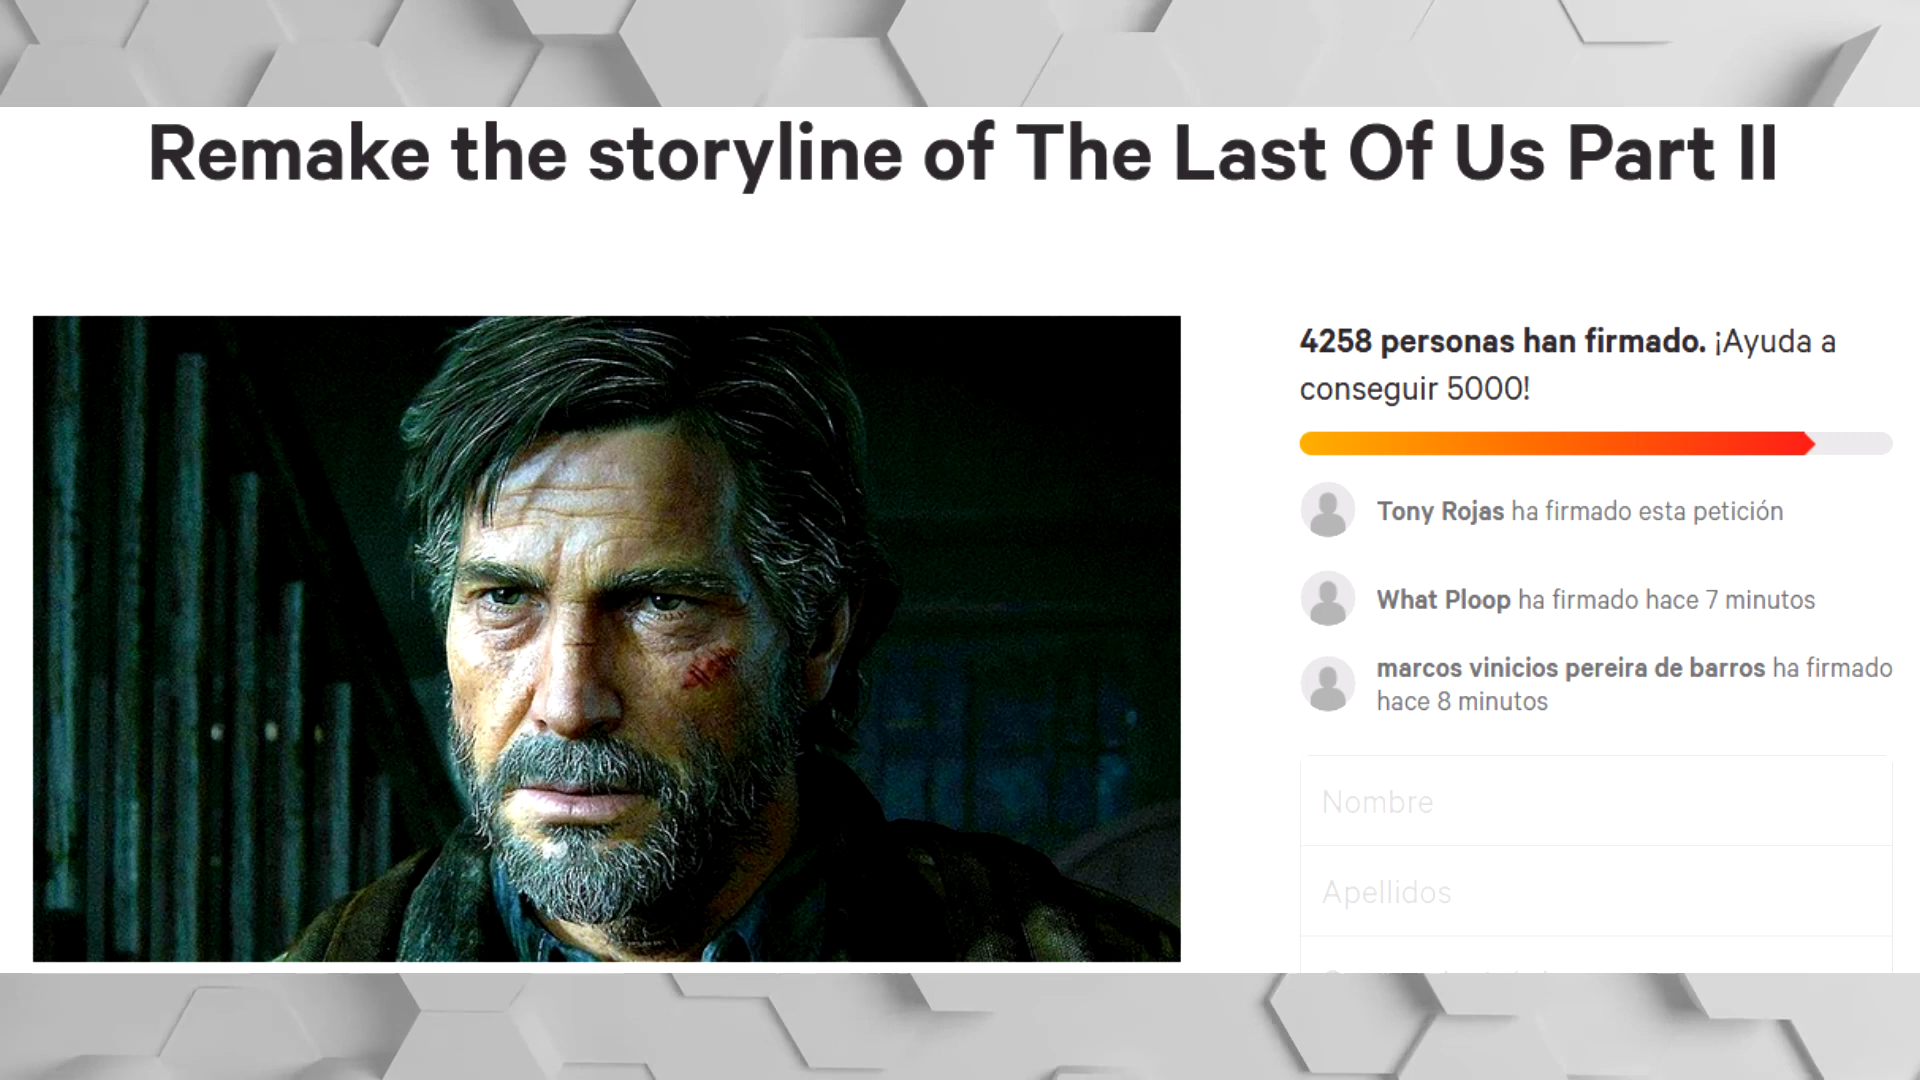 Remake the storyline of The Last Of Us Part II
4258 personas han firmado. ¡Ayuda a
conseguir 5000!
Tony Rojas ha firmado esta petición
What Ploop ha firmado hace 7 minutos
marcos vinicios pereira de barros ha firmado
hace 8 minutos
Nombre
Apellidos